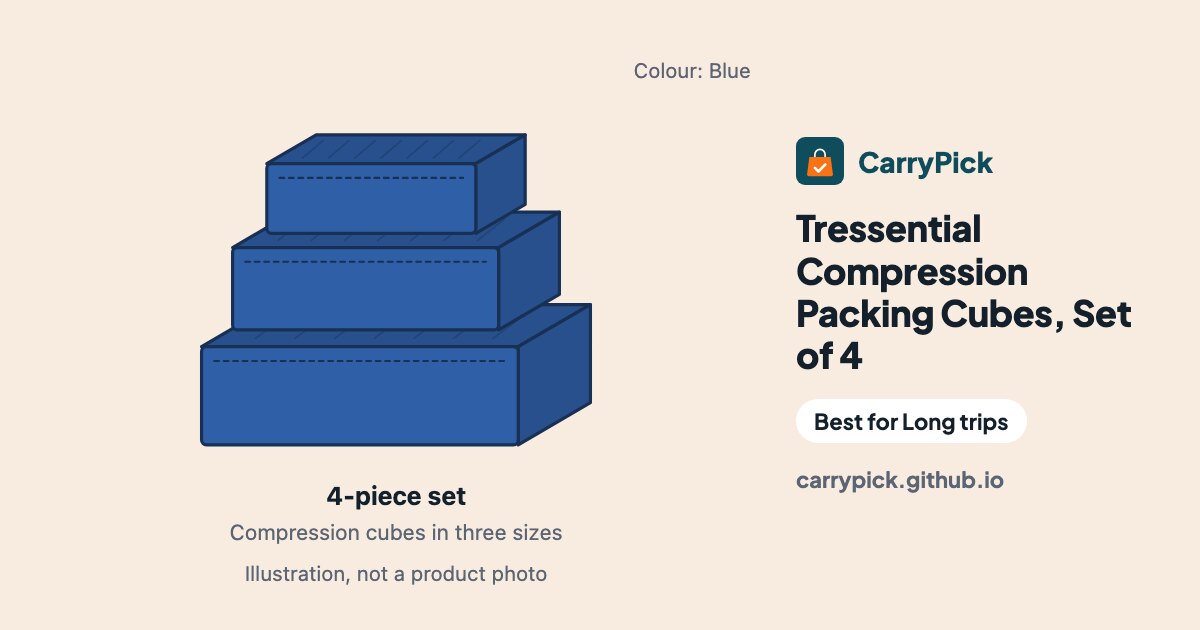 Colour: Blue
CarryPick
Tressential
Compression
Packing Cubes, Set
of 4
Best for Long trips
carrypick.github.io
4-piece set
Compression cubes in three sizes
Illustration, not a product photo